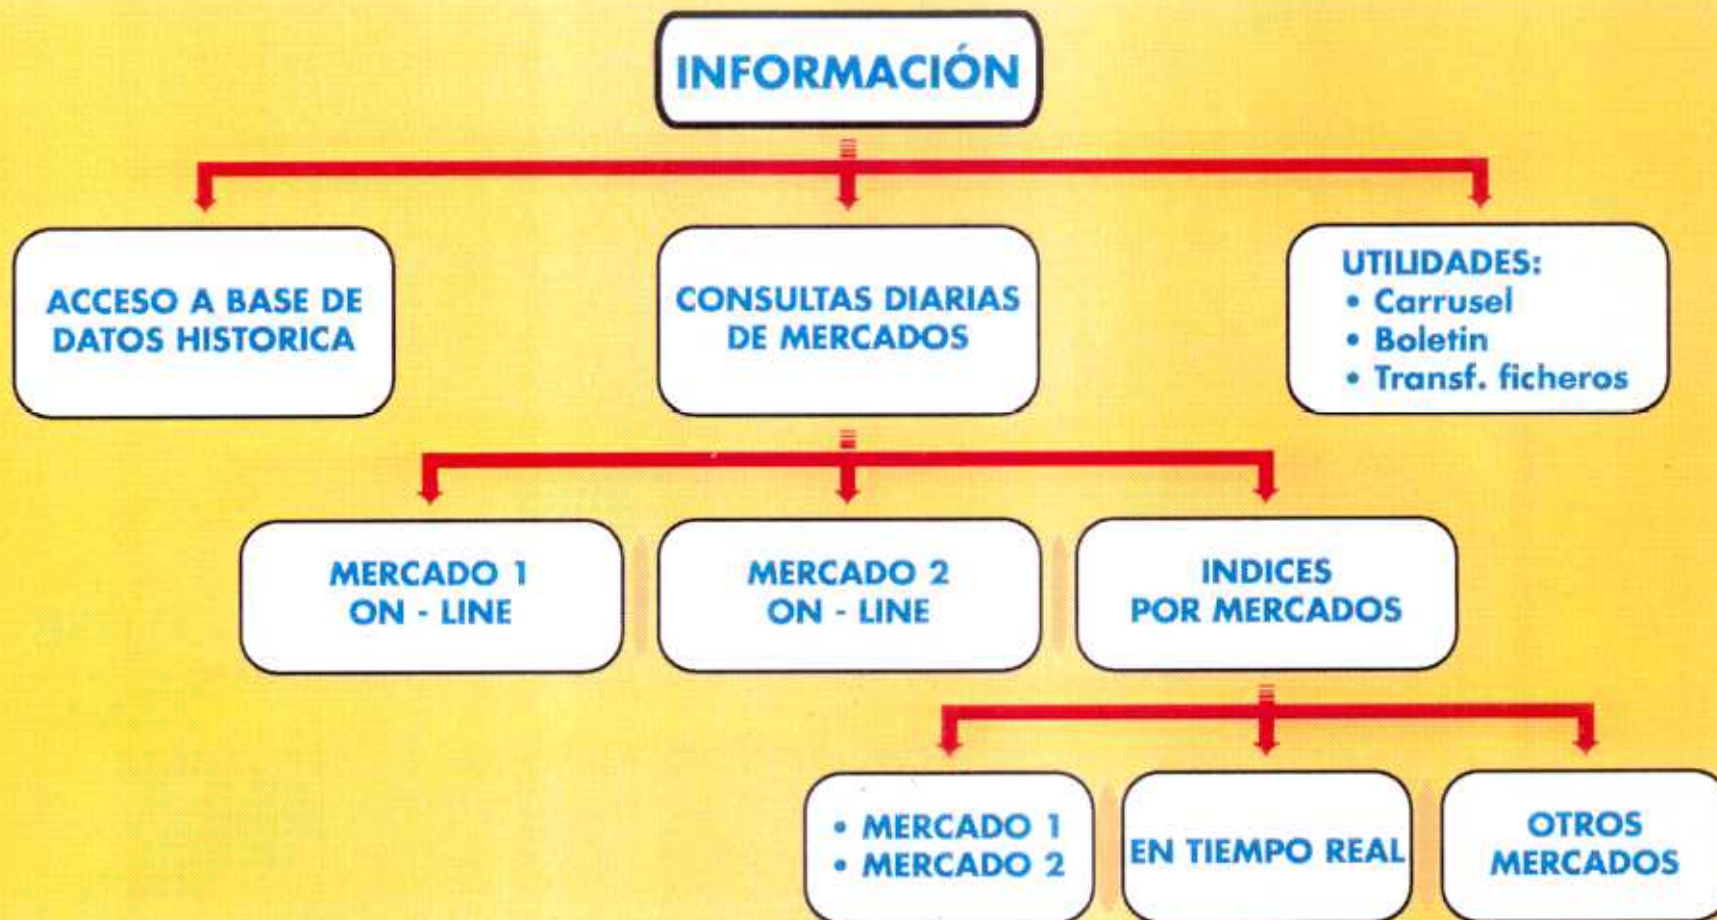 INFORMACIÓN
ACCESO A BASE DE
DATOS HISTORICA
CONSULTAS DIARIAS
DE MERCADOS
UTILIDADES:
• Carrusel
• Boletin
• Transf. ficheros
MERCADO 1
ON - LINE
MERCADO 2
ON - LINE
INDICES
POR MERCADOS
• MERCADO 1
• MERCADO 2
EN TIEMPO REAL
OTROS
MERCADOS